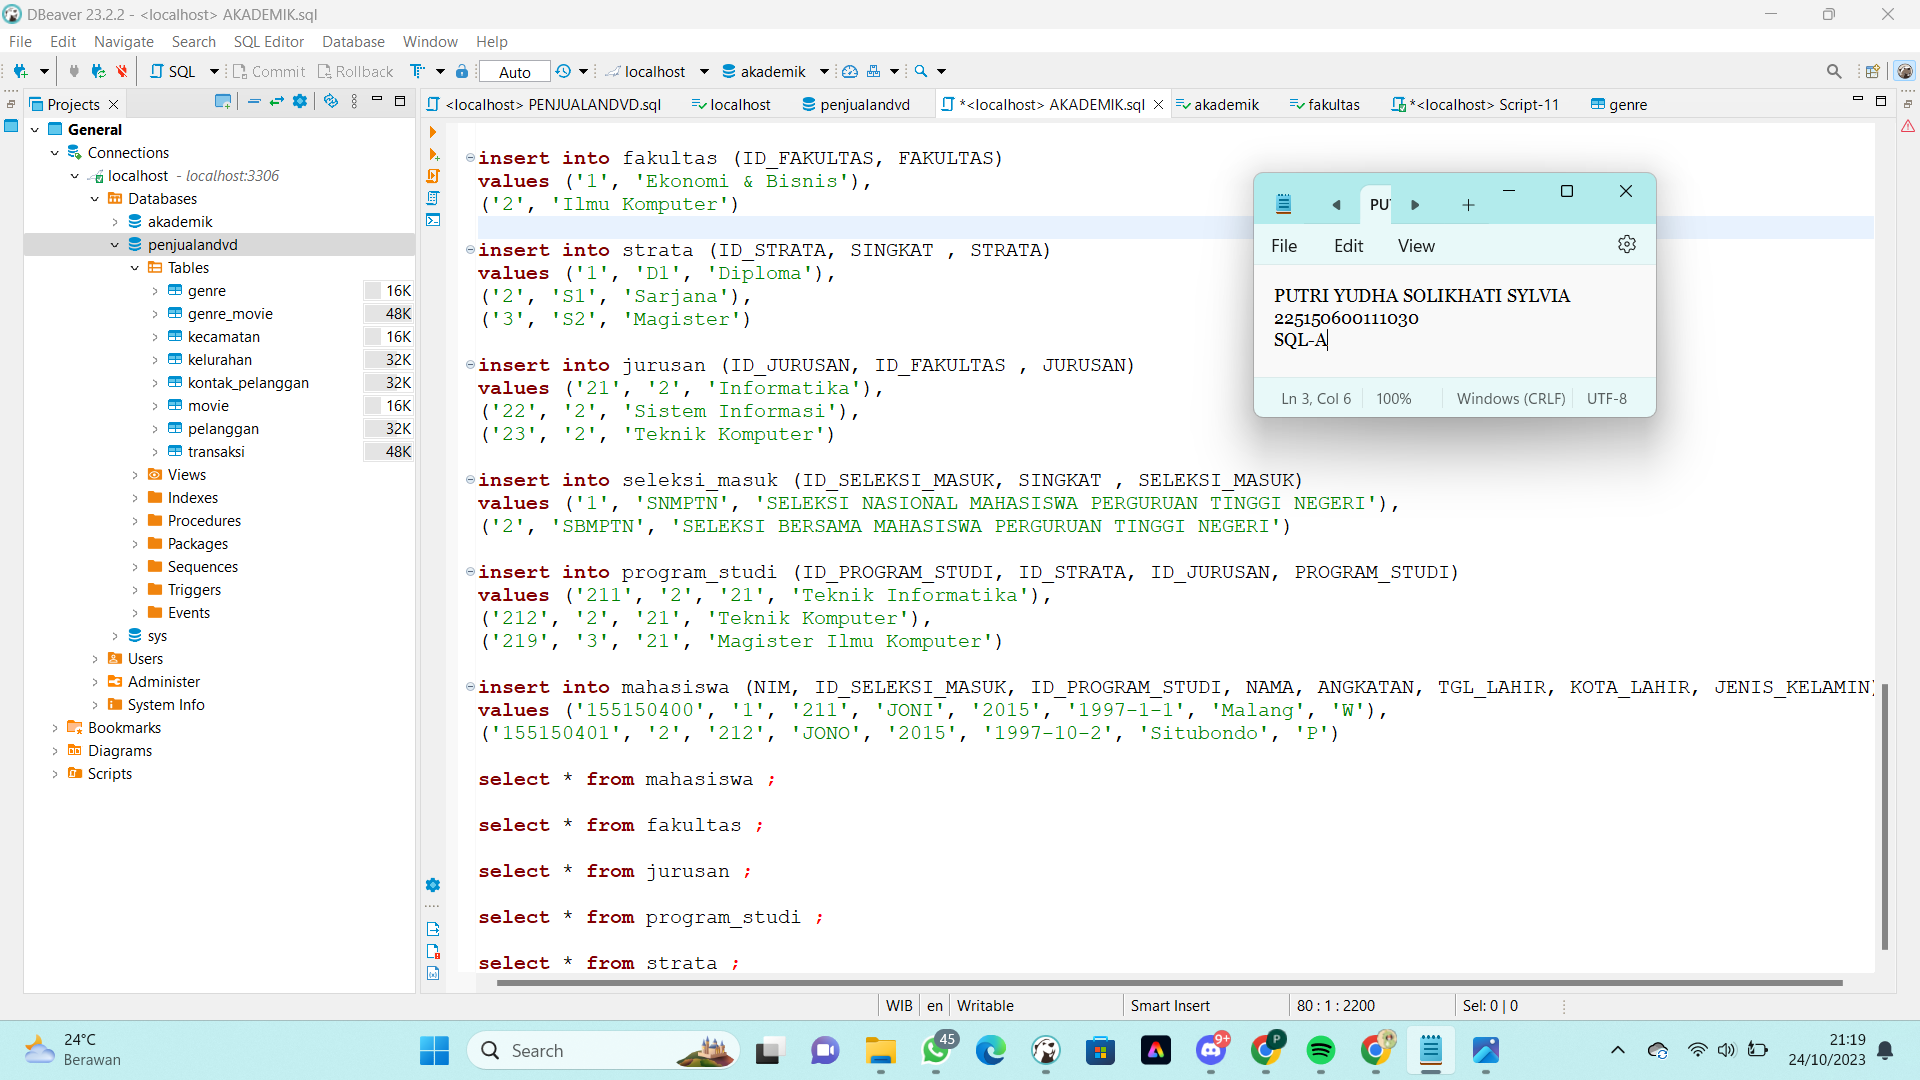 DBeaver 23.2.2 - <localhost> AKADEMIK.sql
File Edit Navigate Search SQL Editor Database Window Help
SQL Commit Rollback Auto localhost akademik
Projects
<localhost> PENJUALANDVD.sql localhost penjualandvd *<localhost> AKADEMIK.sql akademik fakultas *<localhost> Script-11 genre
General
Connections
localhost - localhost:3306
Databases
akademik
penjualandvd
Tables
genre 16K
genre_movie 48K
kecamatan 16K
kelurahan 32K
kontak_pelanggan 32K
movie 16K
pelanggan 32K
transaksi 48K
Views
Indexes
Procedures
Packages
Sequences
Triggers
Events
sys
Users
Administer
System Info
Bookmarks
Diagrams
Scripts
insert into fakultas (ID_FAKULTAS, FAKULTAS)
values ('1', 'Ekonomi & Bisnis'),
('2', 'Ilmu Komputer')
insert into strata (ID_STRATA, SINGKAT , STRATA)
values ('1', 'D1', 'Diploma'),
('2', 'S1', 'Sarjana'),
('3', 'S2', 'Magister')
insert into jurusan (ID_JURUSAN, ID_FAKULTAS , JURUSAN)
values ('21', '2', 'Informatika'),
('22', '2', 'Sistem Informasi'),
('23', '2', 'Teknik Komputer')
insert into seleksi_masuk (ID_SELEKSI_MASUK, SINGKAT , SELEKSI_MASUK)
values ('1', 'SNMPTN', 'SELEKSI NASIONAL MAHASISWA PERGURUAN TINGGI NEGERI'),
('2', 'SBMPTN', 'SELEKSI BERSAMA MAHASISWA PERGURUAN TINGGI NEGERI')
insert into program_studi (ID_PROGRAM_STUDI, ID_STRATA, ID_JURUSAN, PROGRAM_STUDI)
values ('211', '2', '21', 'Teknik Informatika'),
('212', '2', '21', 'Teknik Komputer'),
('219', '3', '21', 'Magister Ilmu Komputer')
insert into mahasiswa (NIM, ID_SELEKSI_MASUK, ID_PROGRAM_STUDI, NAMA, ANGKATAN, TGL_LAHIR, KOTA_LAHIR, JENIS_KELAMIN)
values ('155150400', '1', '211', 'JONI', '2015', '1997-1-1', 'Malang', 'W'),
('155150401', '2', '212', 'JONO', '2015', '1997-10-2', 'Situbondo', 'P')
select * from mahasiswa ;
select * from fakultas ;
select * from jurusan ;
select * from program_studi ;
select * from strata ;
PUT
File Edit View
PUTRI YUDHA SOLIKHATI SYLVIA
225150600111030
SQL-A
Ln 3, Col 6 100% Windows (CRLF) UTF-8
WIB en Writable Smart Insert 80 : 1 : 2200 Sel: 0 | 0
24°C
Berawan
Search
45
9+
P
21:19
24/10/2023